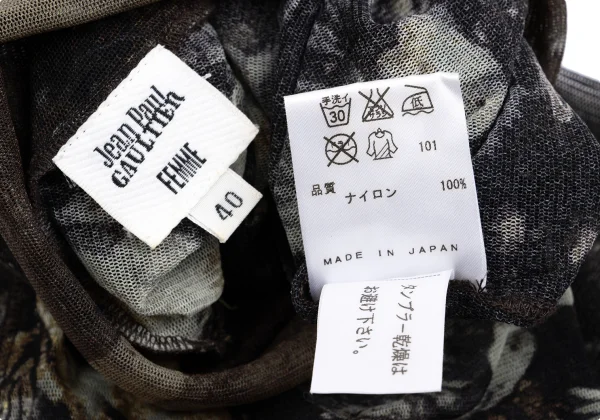 Jean Paul
GAULTIER
FEMME
40
手洗イ
30
低
101
品質
ナイロン
100%
MADE IN JAPAN
タンブラー乾燥は
お避け下さい。